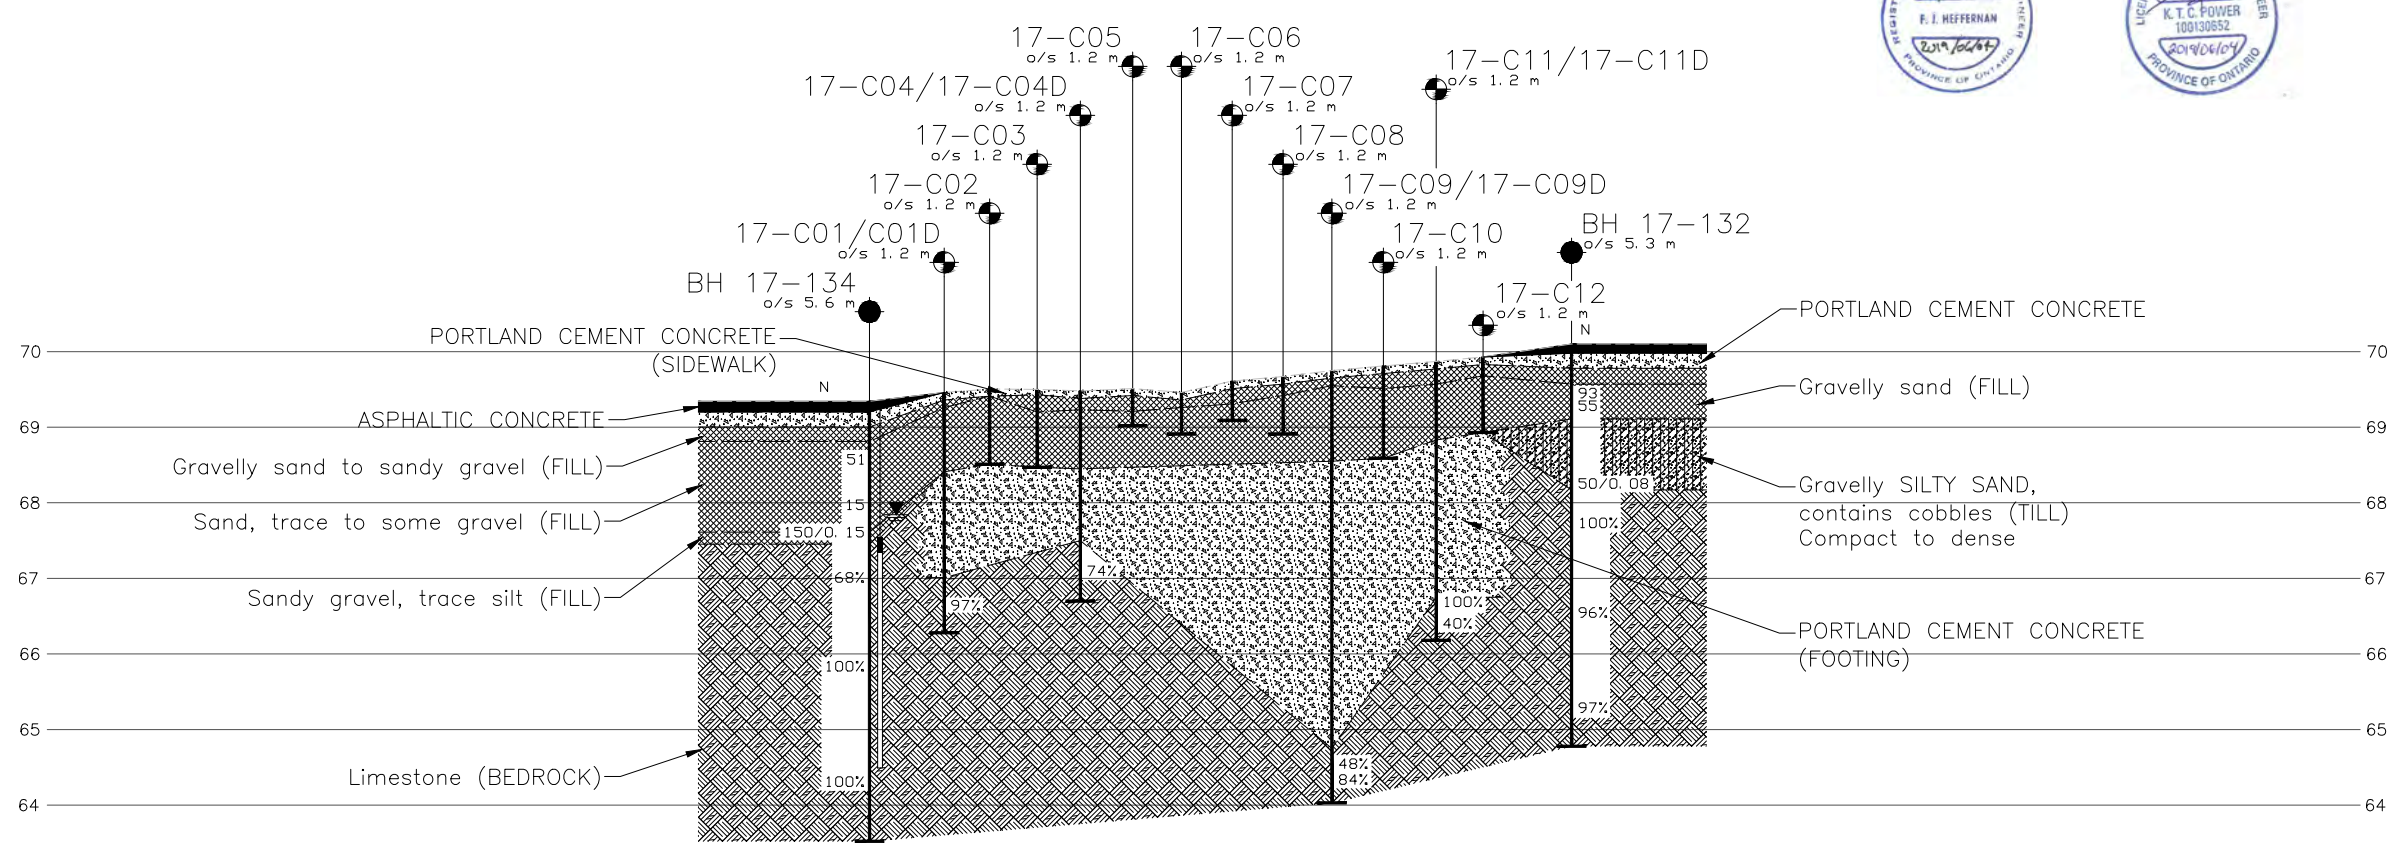 F. J. HEFFERNAN
PROVINCE OF ONTARIO
K. T. C. POWER
100130652
2019/06/04
PROVINCE OF ONTARIO
17-C05
o/s 1.2 m
17-C06
o/s 1.2 m
17-C11/17-C11D
o/s 1.2 m
17-C04/17-C04D
o/s 1.2 m
17-C07
o/s 1.2 m
17-C03
o/s 1.2 m
17-C08
o/s 1.2 m
17-C02
o/s 1.2 m
17-C09/17-C09D
o/s 1.2 m
17-C01/C01D
o/s 1.2 m
17-C10
o/s 1.2 m
BH 17-132
o/s 5.3 m
BH 17-134
o/s 5.6 m
17-C12
o/s 1.2 m
N
PORTLAND CEMENT CONCRETE
PORTLAND CEMENT CONCRETE
(SIDEWALK)
70
70
N
ASPHALTIC CONCRETE
Gravelly sand (FILL)
93
55
69
69
Gravelly sand to sandy gravel (FILL)
51
50/0.08
Gravelly SILTY SAND,
contains cobbles (TILL)
Compact to dense
68
68
15
Sand, trace to some gravel (FILL)
100%
150/0.15
67
67
68%
74%
Sandy gravel, trace silt (FILL)
97%
100%
40%
96%
PORTLAND CEMENT CONCRETE
(FOOTING)
66
66
100%
97%
65
65
Limestone (BEDROCK)
100%
48%
84%
64
64